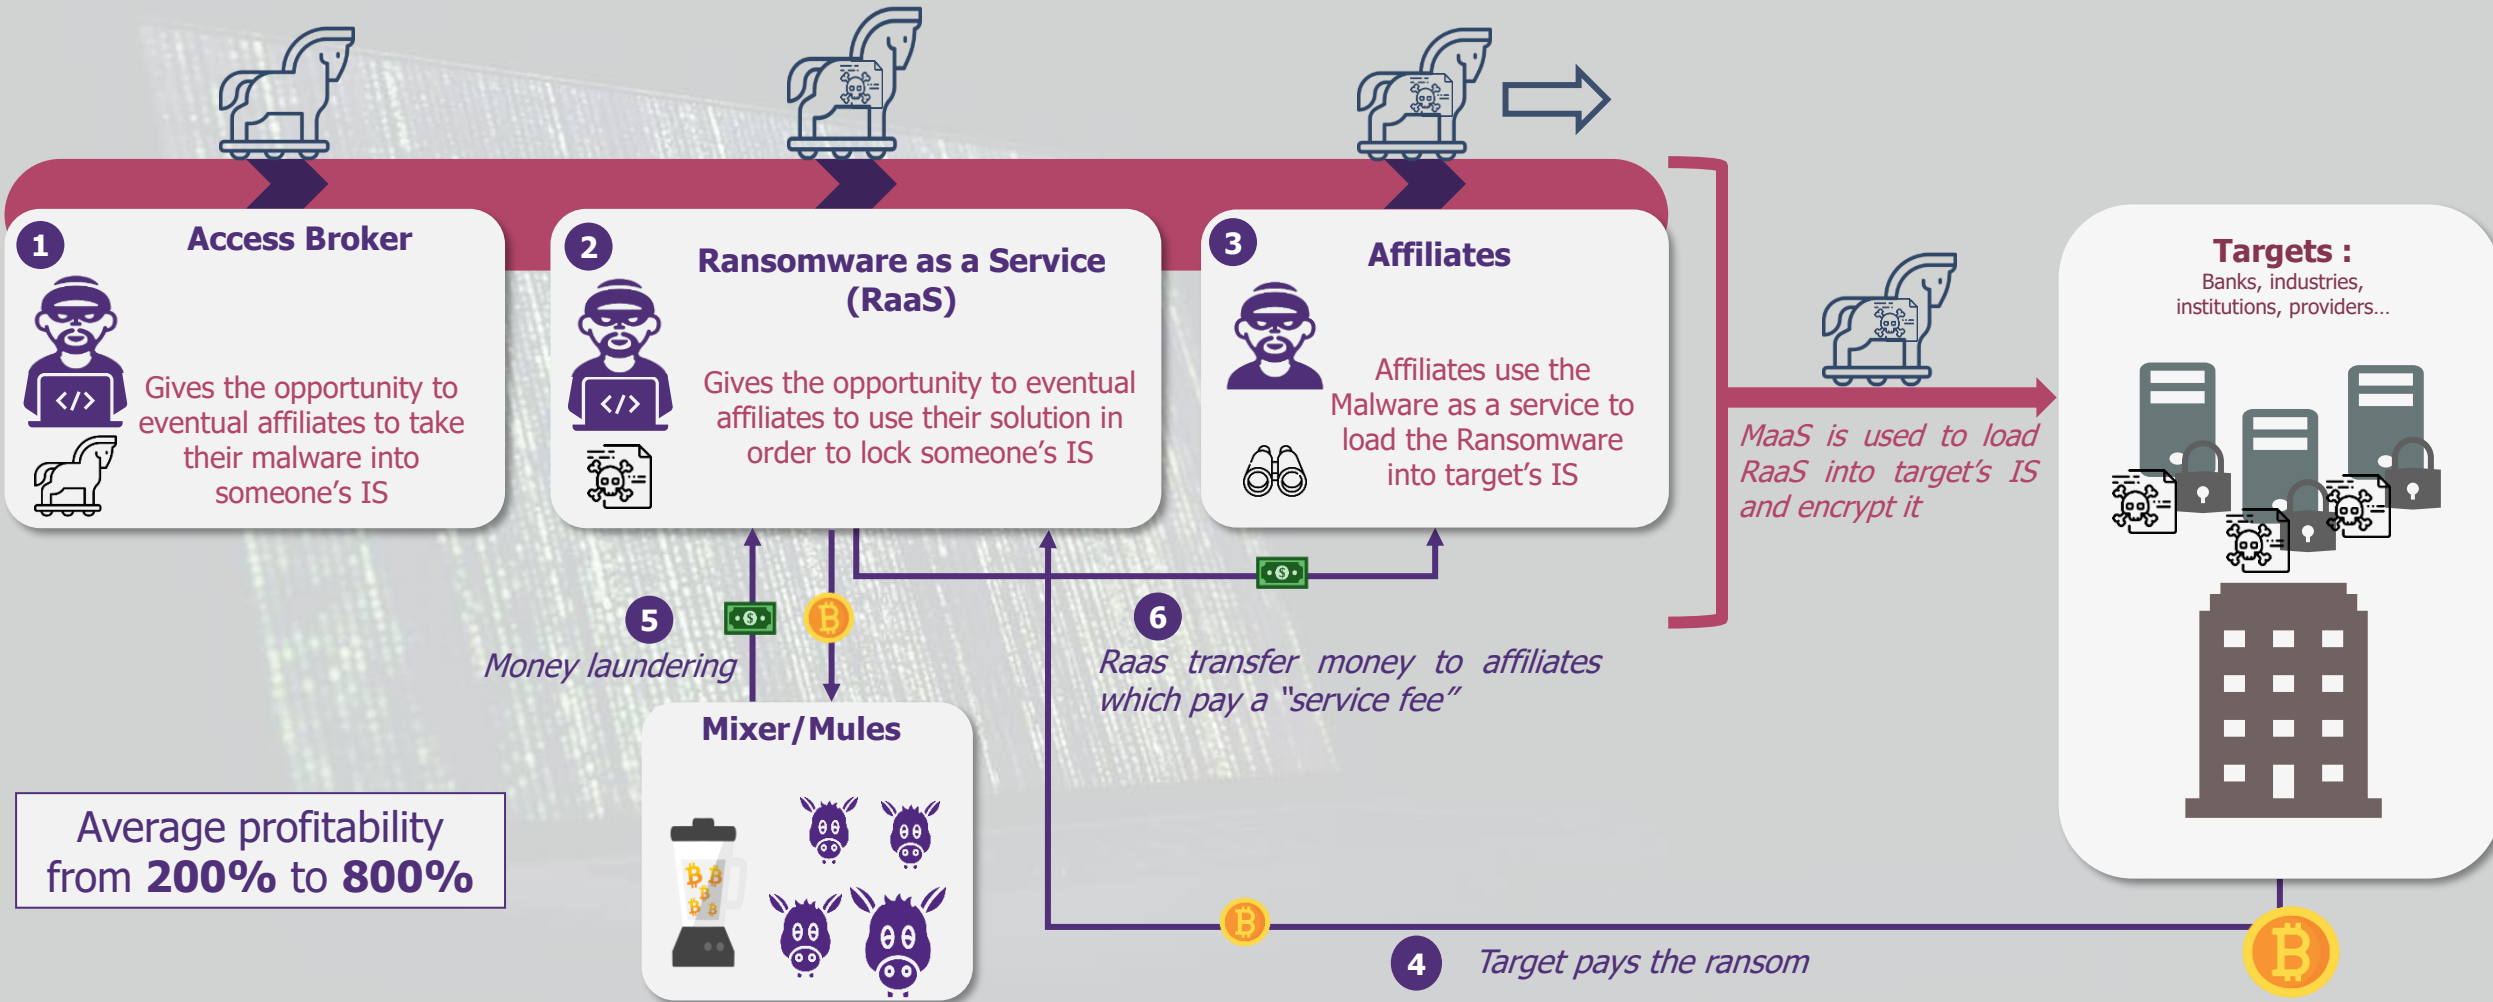 1
Access Broker
</>
Gives the opportunity to
eventual affiliates to take
their malware into
someone's IS
2
Ransomware as a Service
(RaaS)
</>
Gives the opportunity to eventual
affiliates to use their solution in
order to lock someone's IS
3
Affiliates
Affiliates use the
Malware as a service to
load the Ransomware
into target's IS
MaaS is used to load
RaaS into target's IS
and encrypt it
Targets :
Banks, industries,
institutions, providers…
5
Money laundering
6
Raas transfer money to affiliates
which pay a "service fee"
Mixer/Mules
Average profitability
from 200% to 800%
4
Target pays the ransom